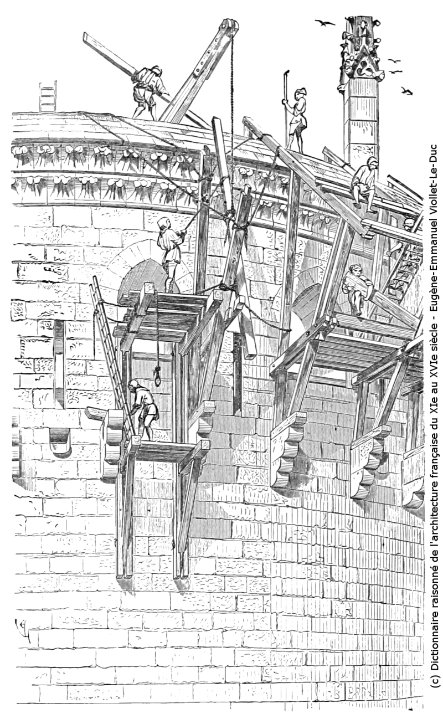 (c) Dictionnaire raisonné de l'architecture française du XIe au XVIe siècle - Eugène-Emmanuel Viollet-Le-Duc